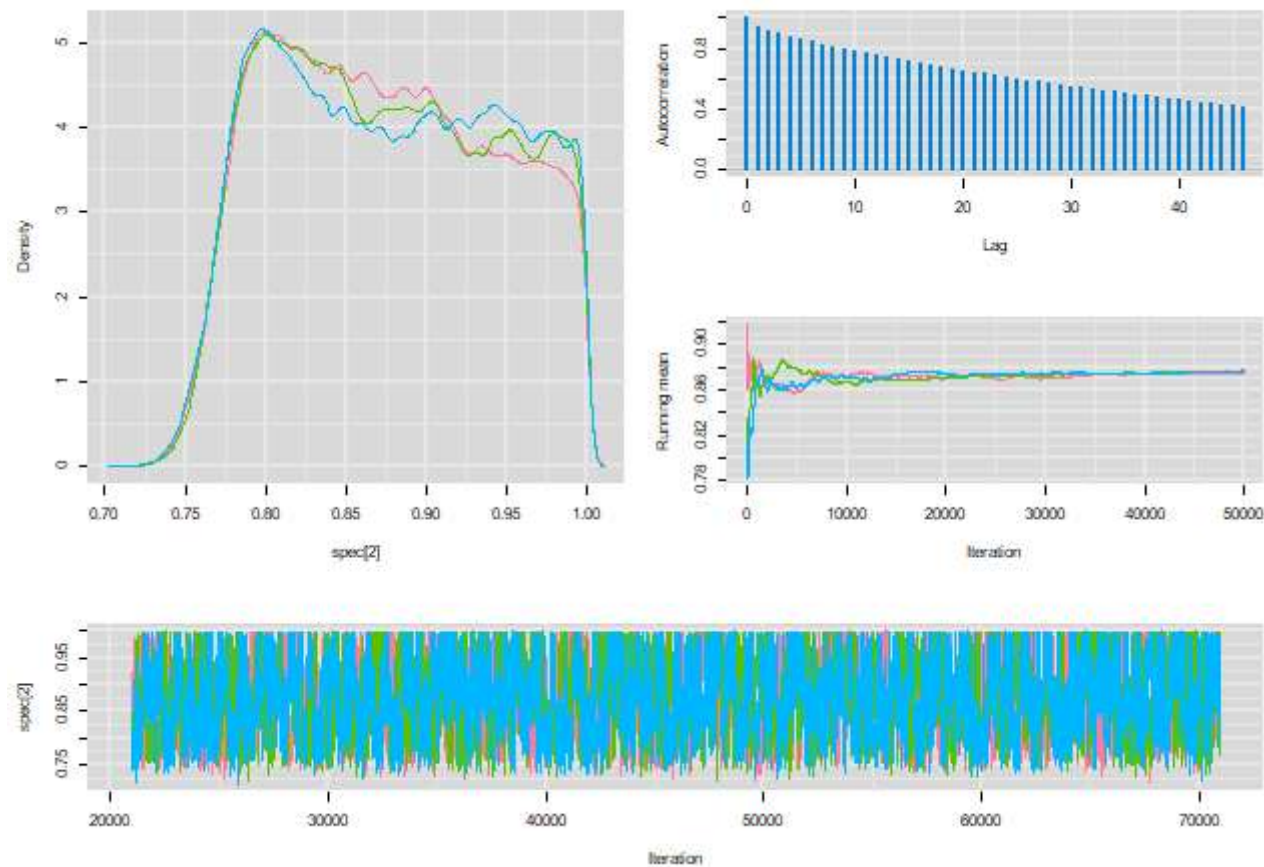 Density
0 1 2 3 4 5
0.70 0.75 0.80 0.85 0.90 0.95 1.00
spec[2]
Autocorrelation
0.0 0.4 0.8
0 10 20 30 40
Lag
Running mean
0.78 0.82 0.86 0.90
0 10000 20000 30000 40000 50000
Iteration
spec[2]
0.75 0.85 0.95
20000 30000 40000 50000 60000 70000
Iteration